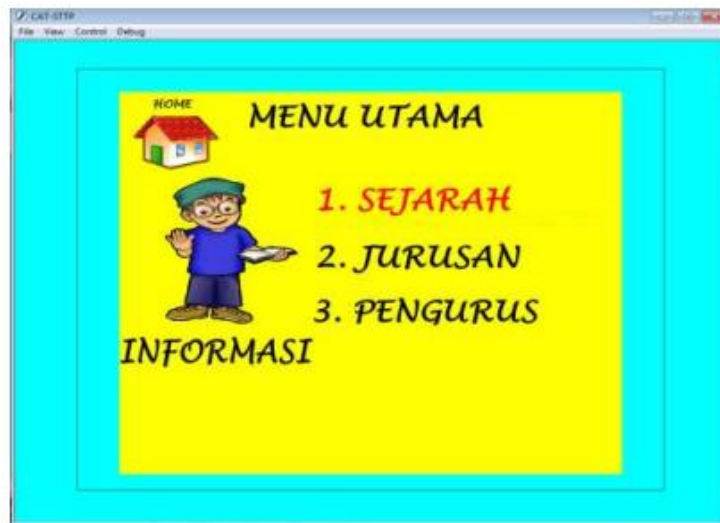 CAT-STTP
File View Control Debug
HOME
MENU UTAMA
1. SEJARAH
2. JURUSAN
3. PENGURUS
INFORMASI